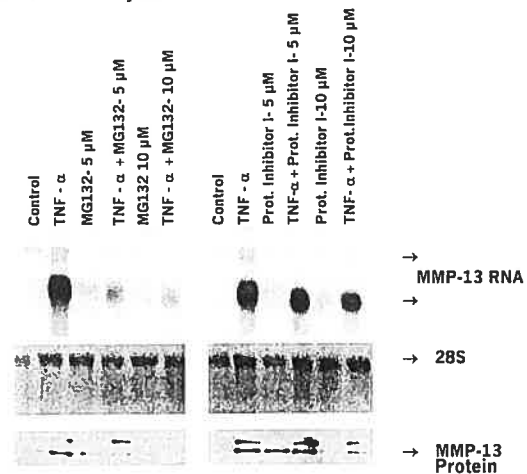 Control
TNF - α
MG132- 5 µM
TNF - α + MG132- 5 µM
MG132 10 µM
TNF - α + MG132- 10 µM
Control
TNF - α
Prot. Inhibitor I- 5 µM
TNF-α + Prot. Inhibitor I- 5 µM
Prot. Inhibitor I-10 µM
TNF-α + Prot.Inhibitor I-10 µM
→
MMP-13 RNA
→
→ 28S
→ MMP-13
Protein